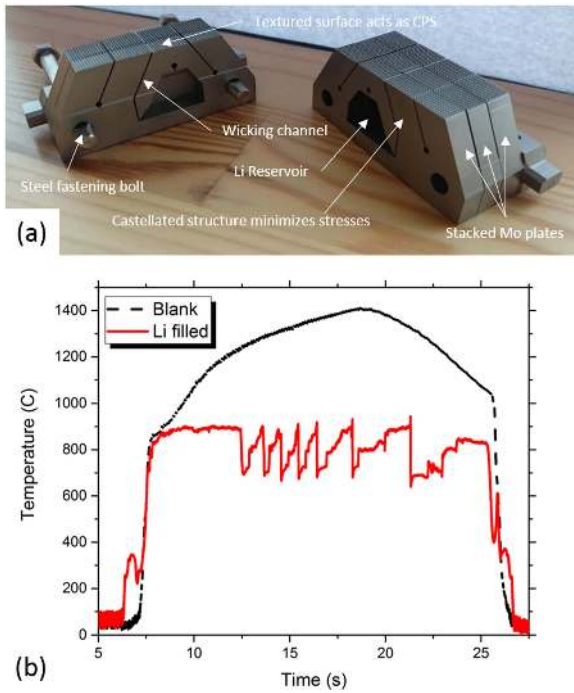 Textured surface acts as CPS
Wicking channel
Li Reservoir
Steel fastening bolt
Castellated structure minimizes stresses
Stacked Mo plates
(a)
1400
1200
1000
800
600
400
200
0
Temperature (C)
Blank
Li filled
5
10
15
20
25
Time (s)
(b)